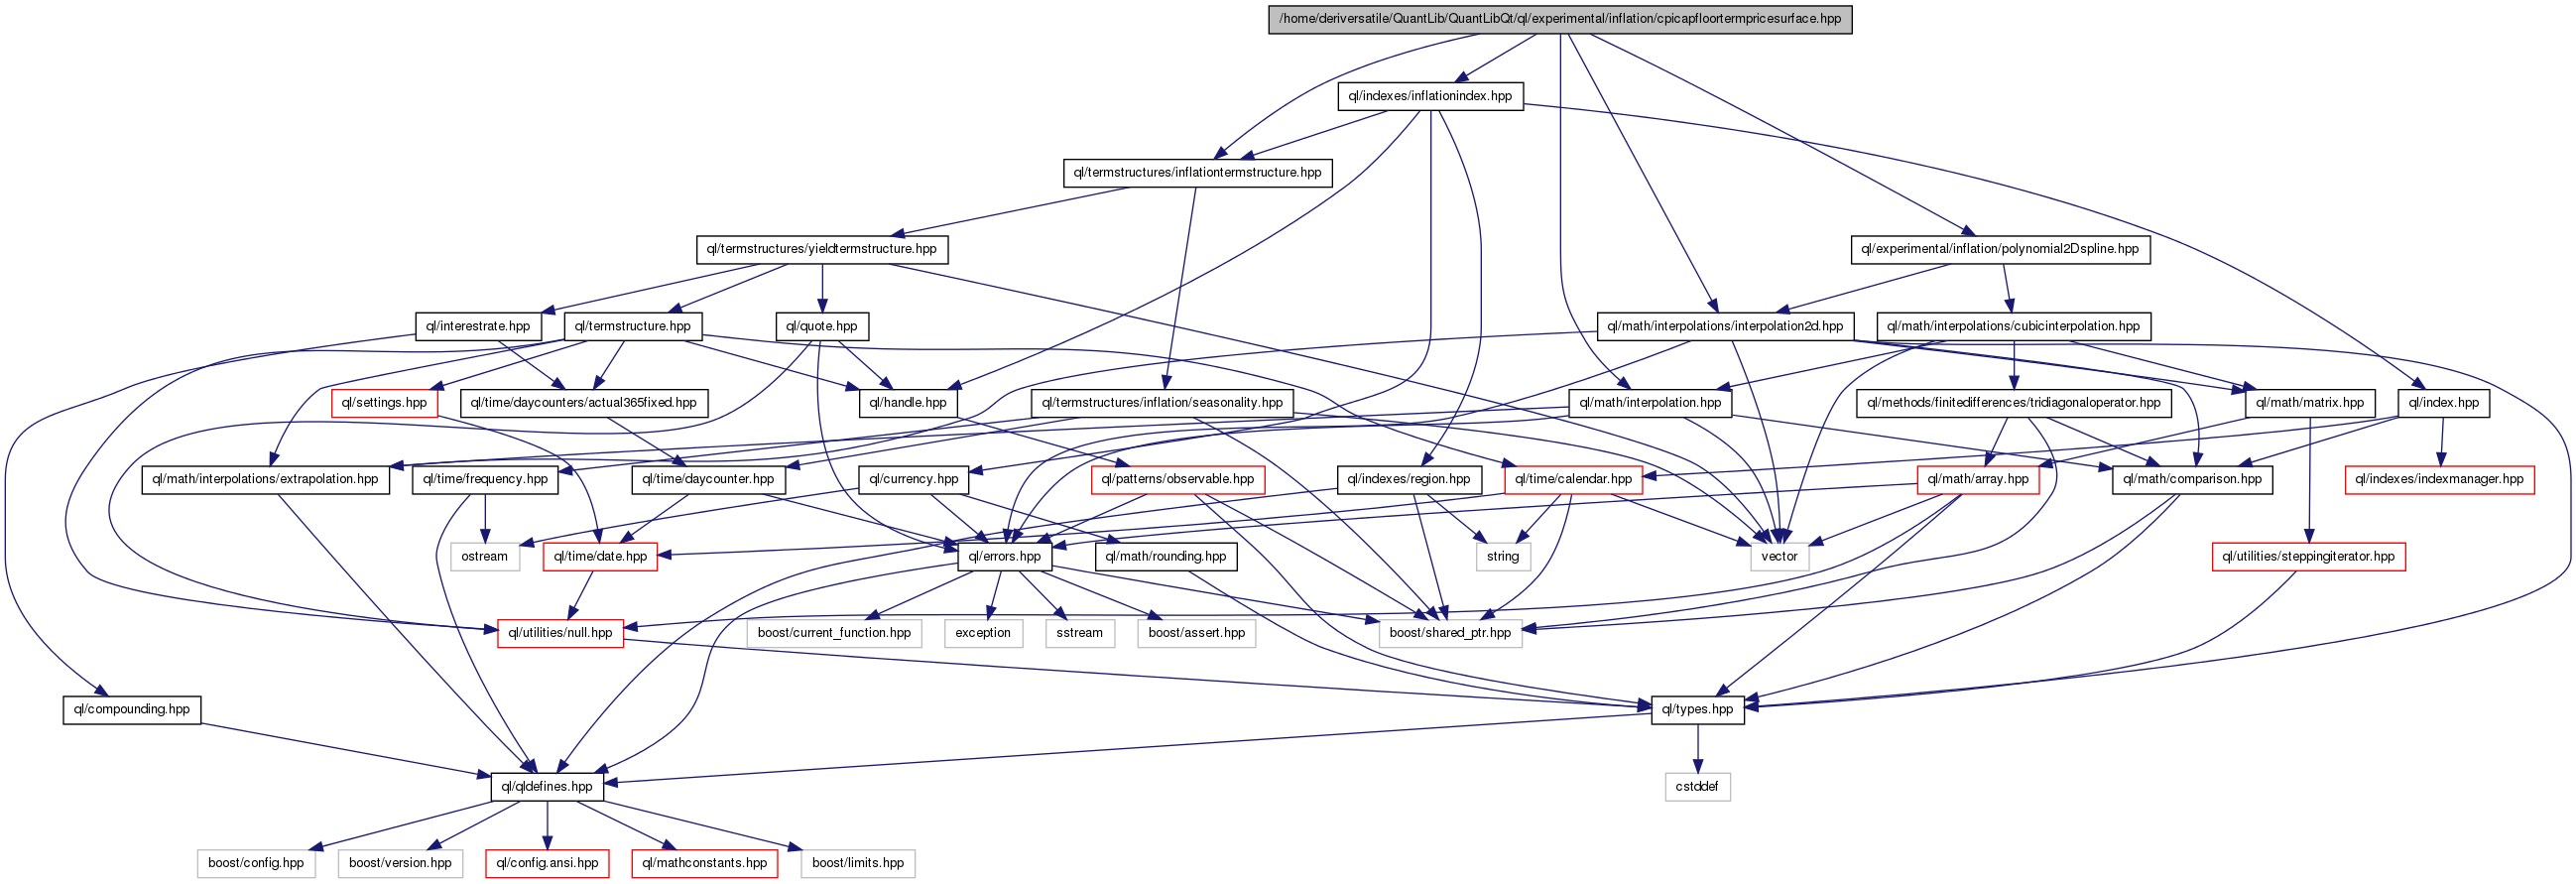 /home/deriversatile/QuantLib/QuantLibQt/ql/experimental/inflation/cpicapfloortermpricesurface.hpp
ql/indexes/inflationindex.hpp
ql/termstructures/inflationtermstructure.hpp
ql/termstructures/yieldtermstructure.hpp
ql/experimental/inflation/polynomial2Dspline.hpp
ql/interestrate.hpp
ql/termstructure.hpp
ql/quote.hpp
ql/math/interpolations/interpolation2d.hpp
ql/math/interpolations/cubicinterpolation.hpp
ql/settings.hpp
ql/time/daycounters/actual365fixed.hpp
ql/handle.hpp
ql/termstructures/inflation/seasonality.hpp
ql/math/interpolation.hpp
ql/methods/finitedifferences/tridiagonaloperator.hpp
ql/math/matrix.hpp
ql/index.hpp
ql/math/interpolations/extrapolation.hpp
ql/time/frequency.hpp
ql/time/daycounter.hpp
ql/currency.hpp
ql/patterns/observable.hpp
ql/indexes/region.hpp
ql/time/calendar.hpp
ql/math/array.hpp
ql/math/comparison.hpp
ql/indexes/indexmanager.hpp
ostream
ql/time/date.hpp
ql/errors.hpp
ql/math/rounding.hpp
string
vector
ql/utilities/steppingiterator.hpp
ql/utilities/null.hpp
boost/current_function.hpp
exception
sstream
boost/assert.hpp
boost/shared_ptr.hpp
ql/compounding.hpp
ql/types.hpp
ql/qldefines.hpp
cstddef
boost/config.hpp
boost/version.hpp
ql/config.ansi.hpp
ql/mathconstants.hpp
boost/limits.hpp